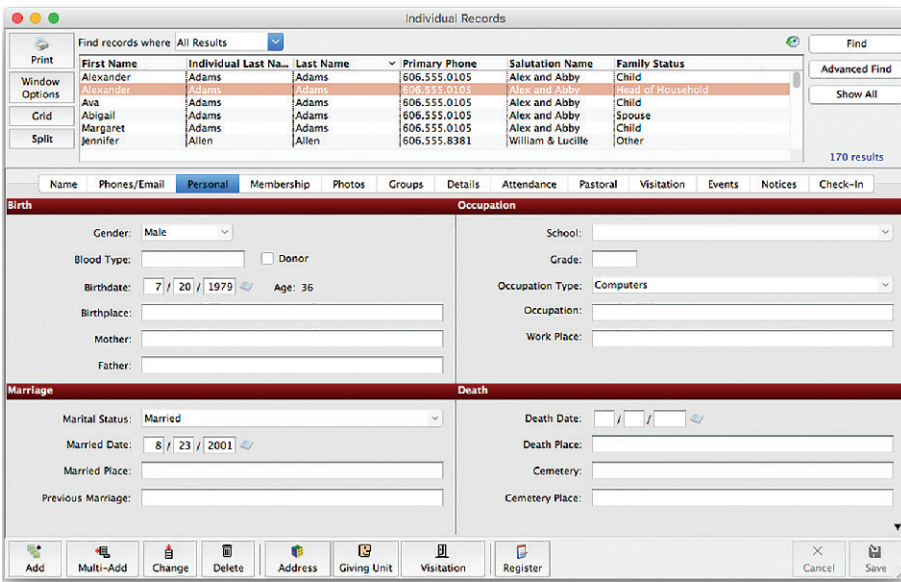 Individual Records
Print
Window Options
Grid
Split
Find records where All Results
Find
Advanced Find
Show All
170 results
First Name Individual Last Na... Last Name Primary Phone Salutation Name Family Status
Alexander Adams Adams 606.555.0105 Alex and Abby Child
Alexander Adams Adams 606.555.0105 Alex and Abby Head of Household
Ava Adams Adams 606.555.0105 Alex and Abby Child
Abigail Adams Adams 606.555.0105 Alex and Abby Spouse
Margaret Adams Adams 606.555.0105 Alex and Abby Child
Jennifer Allen Allen 606.555.8381 William & Lucille Other
Name Phones/Email Personal Membership Photos Groups Details Attendance Pastoral Visitation Events Notices Check-In
Birth
Gender: Male
Blood Type: Donor
Birthdate: 7 / 20 / 1979 Age: 36
Birthplace:
Mother:
Father:
Occupation
School:
Grade:
Occupation Type: Computers
Occupation:
Work Place:
Marriage
Marital Status: Married
Married Date: 8 / 23 / 2001
Married Place:
Previous Marriage:
Death
Death Date: / /
Death Place:
Cemetery:
Cemetery Place:
Add Multi-Add Change Delete Address Giving Unit Visitation Register Cancel Save